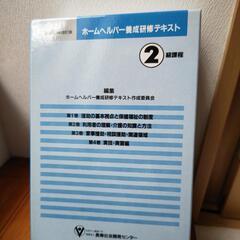 ホームヘルパー養成研修テキスト
2級課程
編集
ホームヘルパー養成研修テキスト作成委員会
第1巻 援助の基本視点と保健福祉の制度
第2巻 利用者の理解・介護の知識と方法
第3巻 家事援助・相談援助・関連領域
第4巻 実技・実習編
長寿社会開発センター